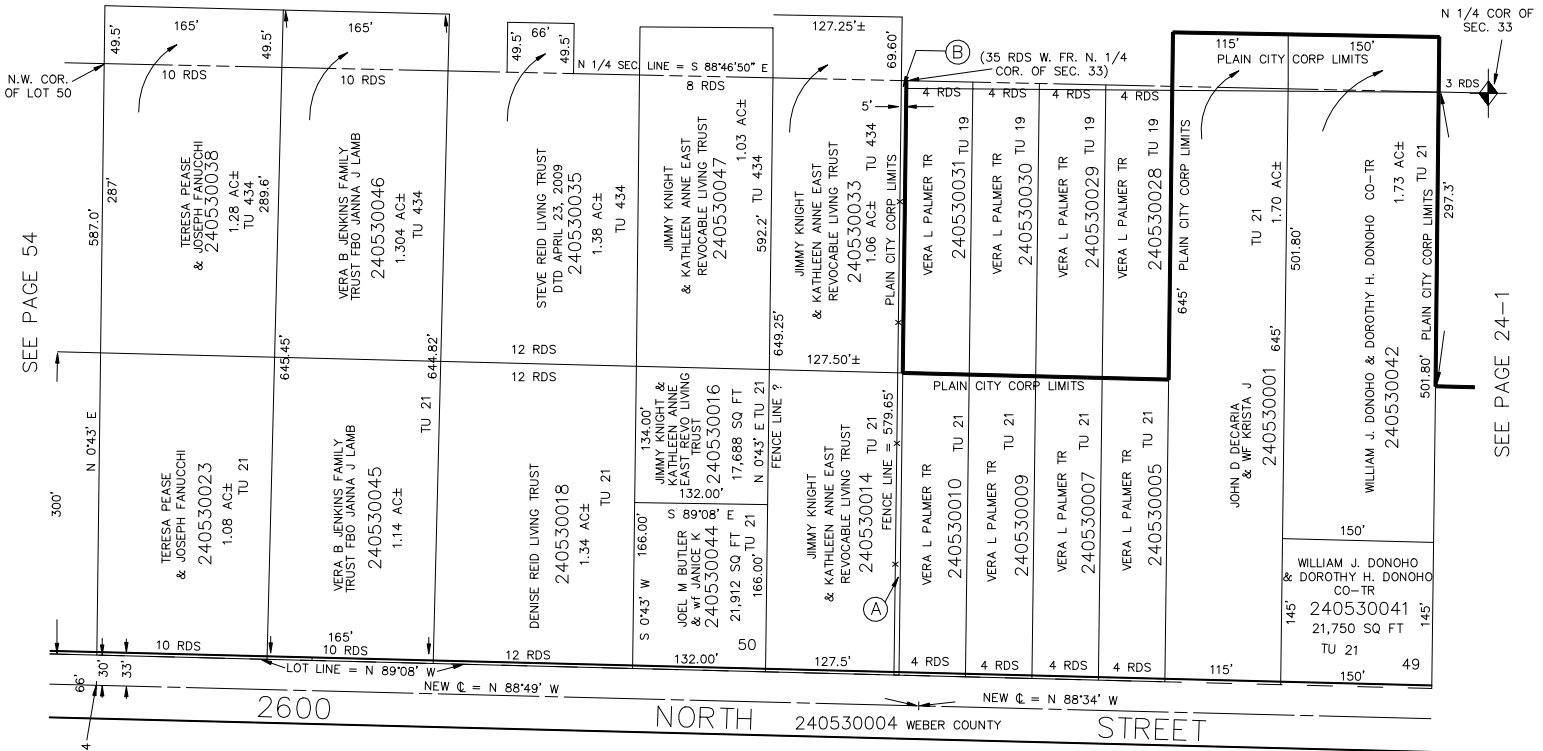 N 1/4 COR OF
SEC. 33
N.W. COR.
OF LOT 50
SEE PAGE 54
SEE PAGE 24-1
49.5'
165'
49.5'
10 RDS
10 RDS
49.5'
66'
49.5'
N 1/4 SEC. LINE = S 88°46'50" E
8 RDS
127.25'±
69.60'
B
(35 RDS W. FR. N. 1/4
COR. OF SEC. 33)
5'
4 RDS
4 RDS
4 RDS
4 RDS
115'
150'
PLAIN CITY CORP LIMITS
3 RDS
587.0'
287'
TERESA PEASE
& JOSEPH FANUCCHI
240530038
1.28 AC±
TU 434
289.6'
VERA B JENKINS FAMILY
TRUST FBO JANNA J LAMB
240530046
1.304 AC±
TU 434
STEVE REID LIVING TRUST
DTD APRIL 23, 2009
240530035
1.38 AC±
TU 434
JIMMY KNIGHT
& KATHLEEN ANNE EAST
REVOCABLE LIVING TRUST
240530047
1.03 AC±
592.2' TU 434
JIMMY KNIGHT
& KATHLEEN ANNE EAST
REVOCABLE LIVING TRUST
240530033
1.06 AC± TU 434
PLAIN CITY CORP LIMITS
VERA L PALMER TR
240530031 TU 19
VERA L PALMER TR
240530030 TU 19
VERA L PALMER TR
240530029 TU 19
VERA L PALMER TR
240530028 TU 19
645' PLAIN CITY CORP LIMITS
JOHN D DECARIA
& WF KRISTA J
240530001
TU 21
1.70 AC±
645'
501.80'
WILLIAM J. DONOHO & DOROTHY H. DONOHO CO-TR
240530042
1.73 AC±
501.80' PLAIN CITY CORP LIMITS TU 21
297.3'
645.45'
644.82'
12 RDS
12 RDS
649.25'
127.50'±
PLAIN CITY CORP LIMITS
300'
N 0°43' E
TERESA PEASE
& JOSEPH FANUCCHI
240530023
1.08 AC±
TU 21
VERA B JENKINS FAMILY
TRUST FBO JANNA J LAMB
240530045
1.14 AC±
TU 21
DENISE REID LIVING TRUST
240530018
1.34 AC±
TU 21
134.00'
JIMMY KNIGHT &
KATHLEEN ANNE
EAST REVO LIVING
TRUST
240530016
17,688 SQ FT
N 0°43' E TU 21
132.00'
FENCE LINE ?
S 89°08' E
S 0°43' W 166.00'
JOEL M BUTLER
& wf JANICE K
240530044
21,912 SQ FT
166.00' TU 21
50
JIMMY KNIGHT
& KATHLEEN ANNE EAST
REVOCABLE LIVING TRUST
240530014 TU 21
FENCE LINE = 579.65'
A
VERA L PALMER TR
240530010 TU 21
VERA L PALMER TR
240530009 TU 21
VERA L PALMER TR
240530007 TU 21
VERA L PALMER TR
240530005 TU 21
150'
WILLIAM J. DONOHO
& DOROTHY H. DONOHO
CO-TR
145' 240530041 145'
21,750 SQ FT
TU 21
49
10 RDS
165'
10 RDS
12 RDS
132.00'
127.5'
4 RDS
4 RDS
4 RDS
4 RDS
115'
150'
66'
30'
33'
LOT LINE = N 89°08' W
NEW ℄ = N 88°49' W
NEW ℄ = N 88°34' W
2600 NORTH 240530004 WEBER COUNTY STREET
4